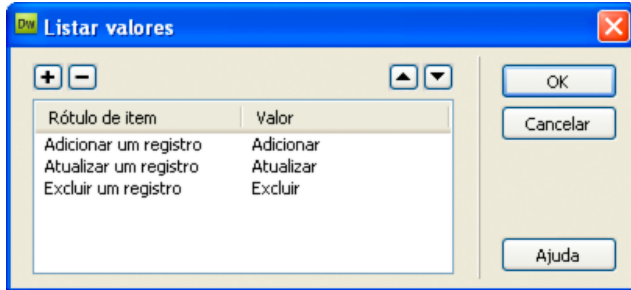 Dw Listar valores
OK
Rótulo de item Valor
Cancelar
Adicionar um registro Adicionar
Atualizar um registro Atualizar
Excluir um registro Excluir
Ajuda